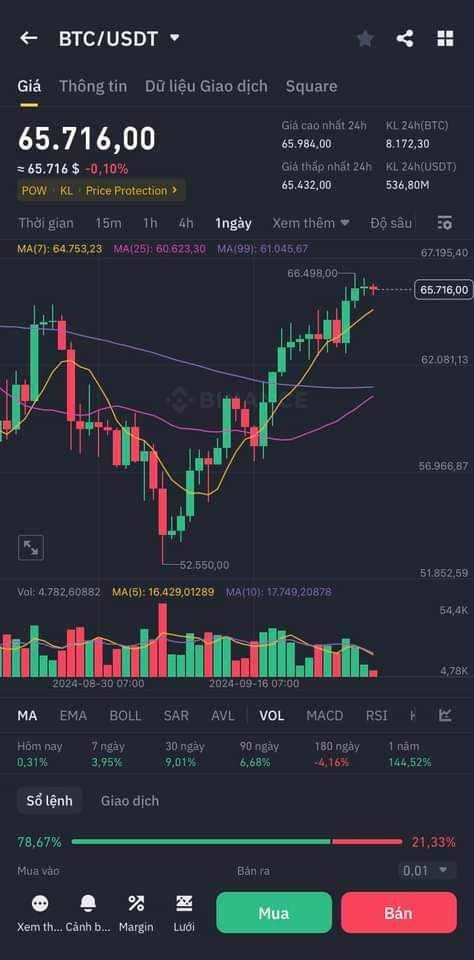 BTC/USDT
Giá Thông tin Dữ liệu Giao dịch Square
65.716,00
≈ 65.716 $ -0,10%
POW · KL · Price Protection >
Giá cao nhất 24h KL 24h(BTC)
65.984,00 8.172,30
Giá thấp nhất 24h KL 24h(USDT)
65.432,00 536,80M
Thời gian 15m 1h 4h 1ngày Xem thêm Độ sâu
MA(7): 64.753,23 MA(25): 60.623,30 MA(99): 61.045,67
67.195,40
66.498,00
65.716,00
62.081,13
BINANCE
56.966,87
52.550,00
51.852,59
Vol: 4.782,60882 MA(5): 16.429,01289 MA(10): 17.749,20878
54,4K
4,78K
2024-08-30 07:00 2024-09-16 07:00
MA EMA BOLL SAR AVL VOL MACD RSI
Hôm nay 7 ngày 30 ngày 90 ngày 180 ngày 1 năm
0,31% 3,95% 9,01% 6,68% -4,16% 144,52%
Sổ lệnh Giao dịch
78,67% 21,33%
Mua vào Bán ra 0.01
Xem th... Cảnh b... Margin Lưới Mua Bán